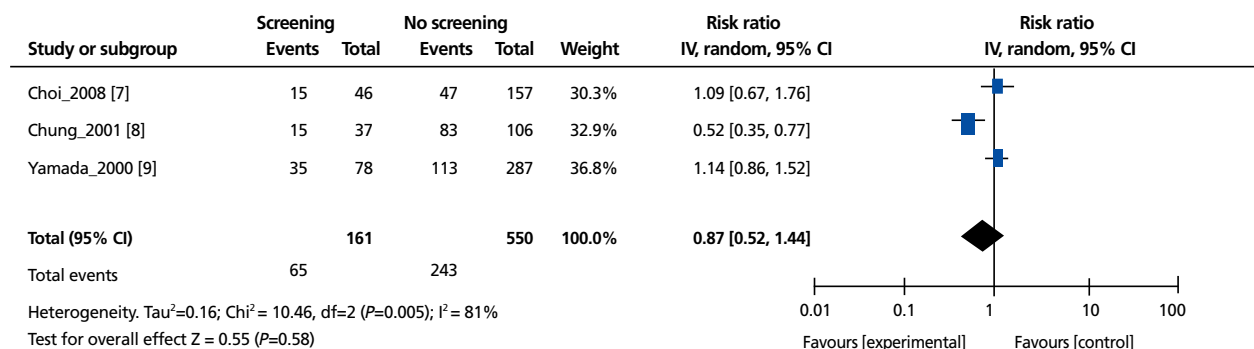 Screening No screening Risk ratio Risk ratio
Study or subgroup Events Total Events Total Weight IV, random, 95% CI IV, random, 95% CI
Choi_2008 [7] 15 46 47 157 30.3% 1.09 [0.67, 1.76]
Chung_2001 [8] 15 37 83 106 32.9% 0.52 [0.35, 0.77]
Yamada_2000 [9] 35 78 113 287 36.8% 1.14 [0.86, 1.52]
Total (95% CI) 161 550 100.0% 0.87 [0.52, 1.44]
Total events 65 243
Heterogeneity. Tau²=0.16; Chi² = 10.46, df=2 (P=0.005); I² = 81%
Test for overall effect Z = 0.55 (P=0.58)
0.01 0.1 1 10 100
Favours [experimental] Favours [control]